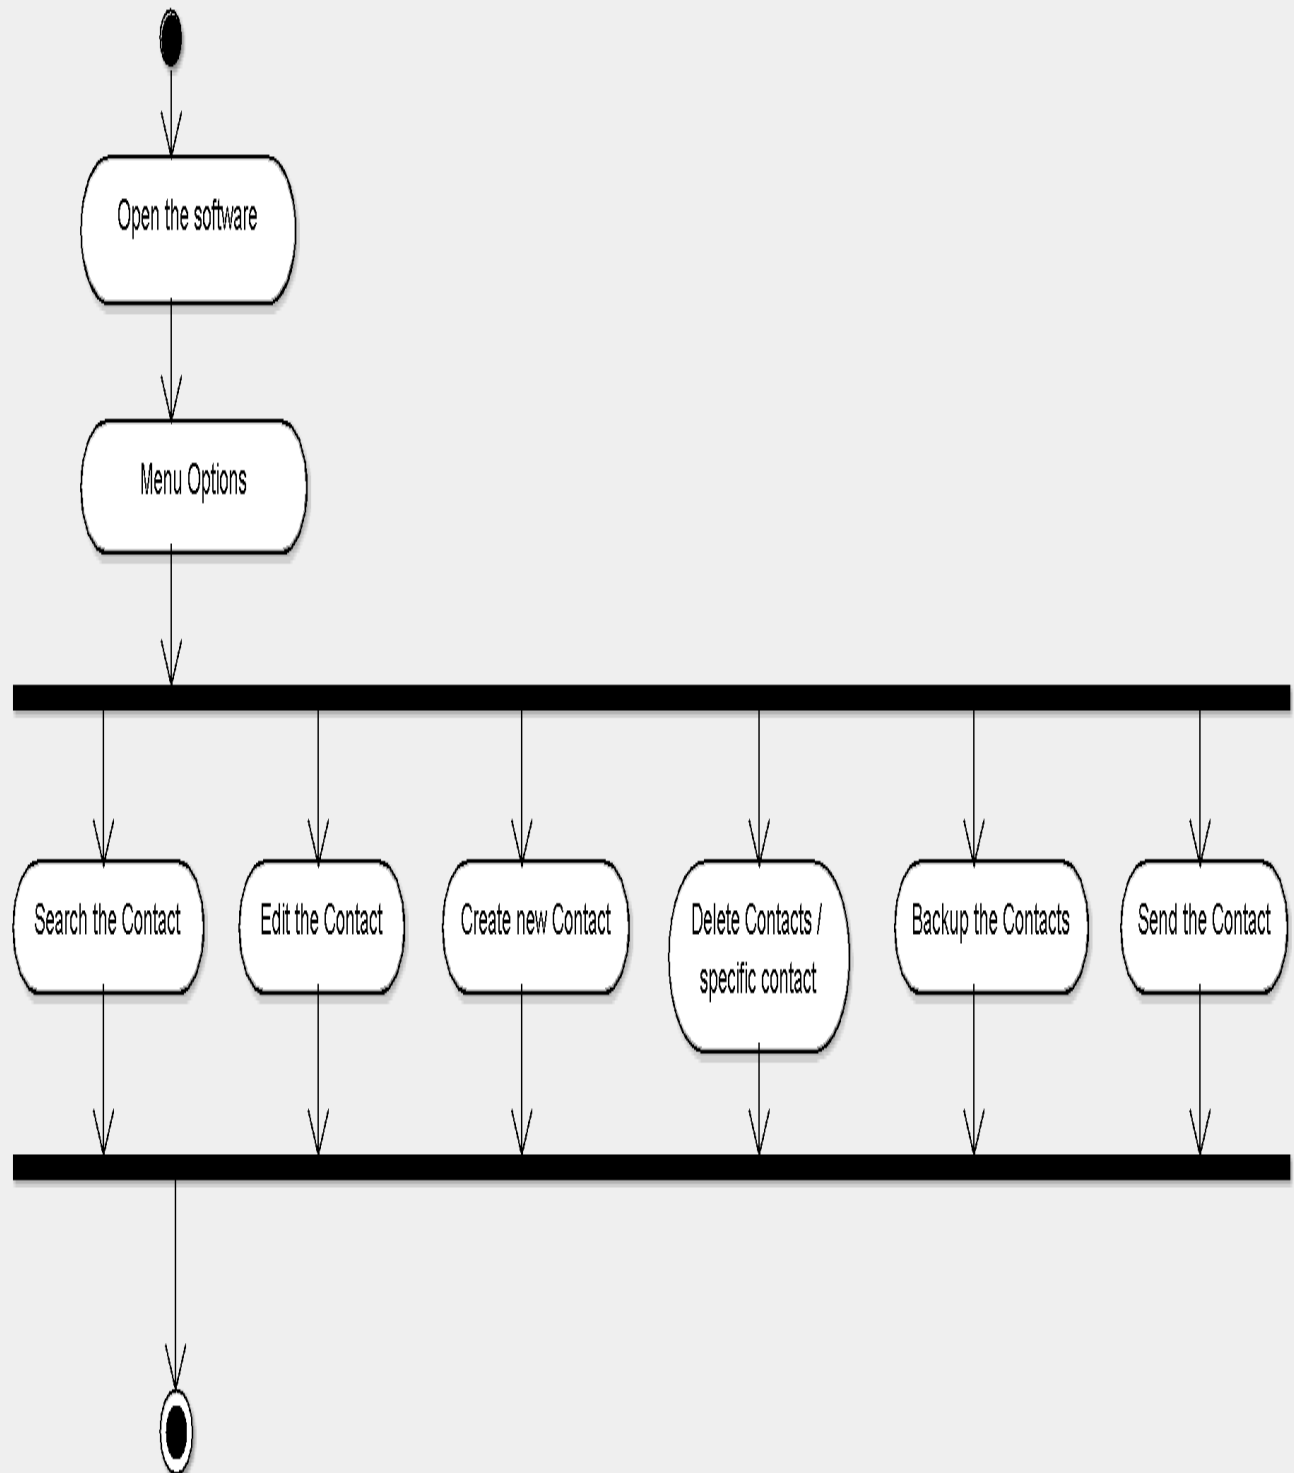 Open the software
Menu Options
Search the Contact
Edit the Contact
Create new Contact
Delete Contacts /
specific contact
Backup the Contacts
Send the Contact